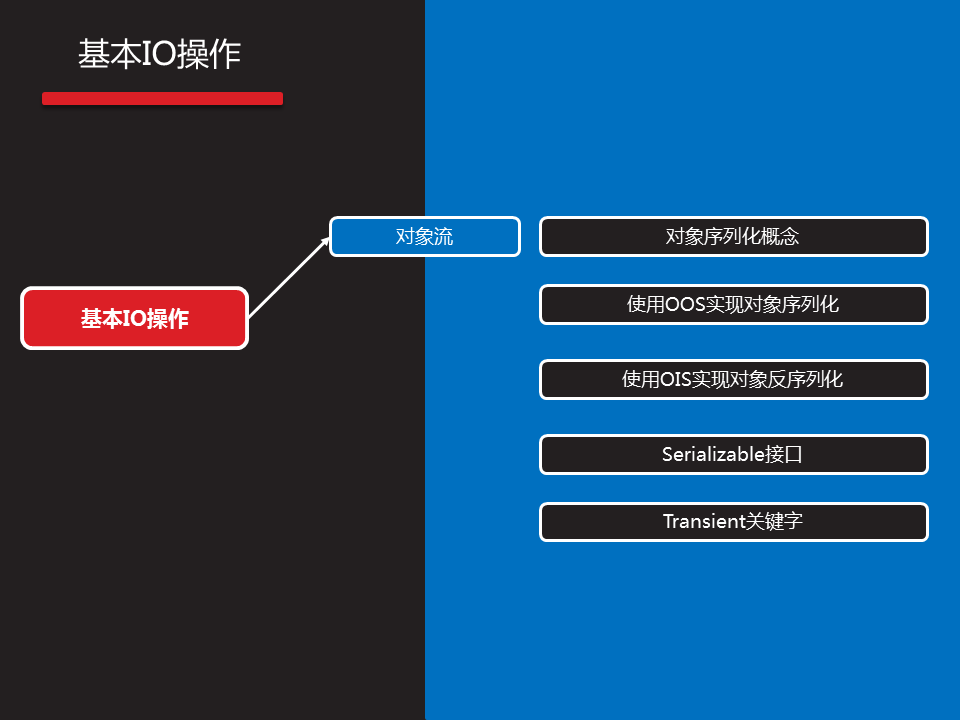 基本IO操作
对象流
对象序列化概念
基本IO操作
使用OOS实现对象序列化
使用OIS实现对象反序列化
Serializable接口
Transient关键字